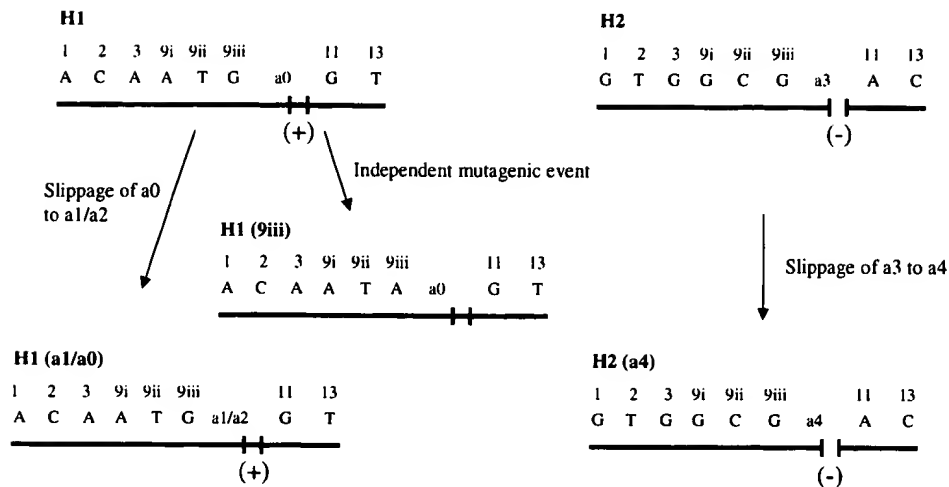 H1
1 2 3 9i 9ii 9iii 11 13
A C A A T G a0 G T
(+)
H2
1 2 3 9i 9ii 9iii 11 13
G T G G C G a3 A C
(-)
Slippage of a0
to a1/a2
Independent mutagenic event
H1 (9iii)
1 2 3 9i 9ii 9iii 11 13
A C A A T A a0 G T
Slippage of a3 to a4
H1 (a1/a0)
1 2 3 9i 9ii 9iii 11 13
A C A A T G a1/a2 G T
(+)
H2 (a4)
1 2 3 9i 9ii 9iii 11 13
G T G G C G a4 A C
(-)